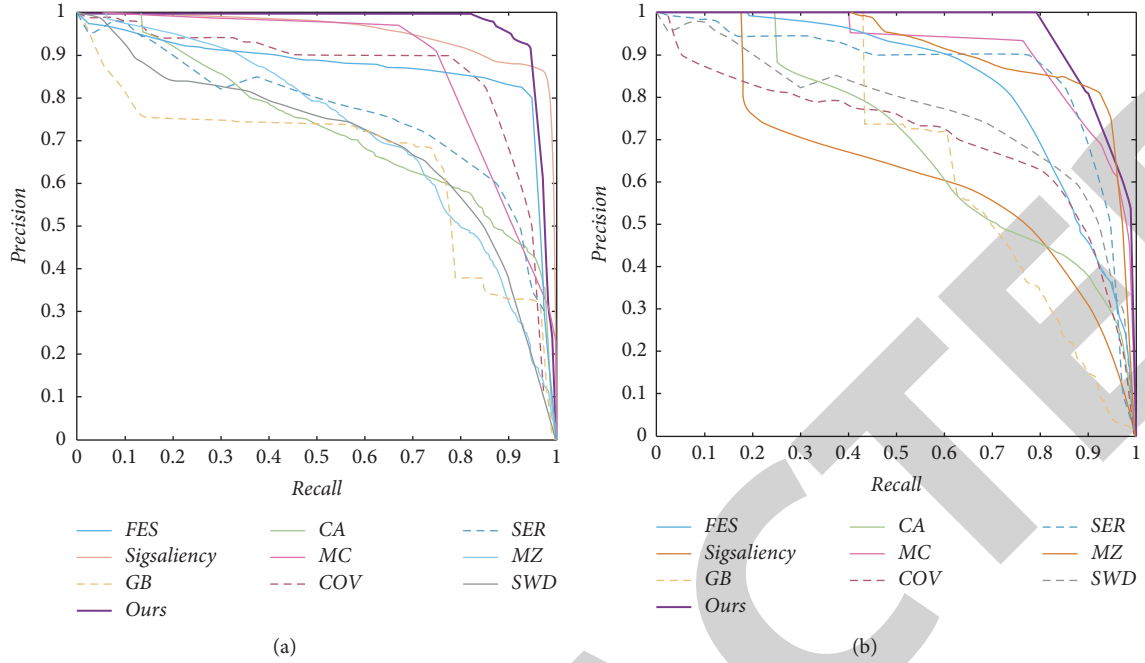 1
0.9
0.8
0.7
0.6
0.5
0.4
0.3
0.2
0.1
0
Precision
0 0.1 0.2 0.3 0.4 0.5 0.6 0.7 0.8 0.9 1
Recall
FES CA SER
Sigsaliency MC MZ
GB COV SWD
Ours
(a)
1
0.9
0.8
0.7
0.6
0.5
0.4
0.3
0.2
0.1
0
Precision
0 0.1 0.2 0.3 0.4 0.5 0.6 0.7 0.8 0.9 1
Recall
FES CA SER
Sigsaliency MC MZ
GB COV SWD
Ours
(b)